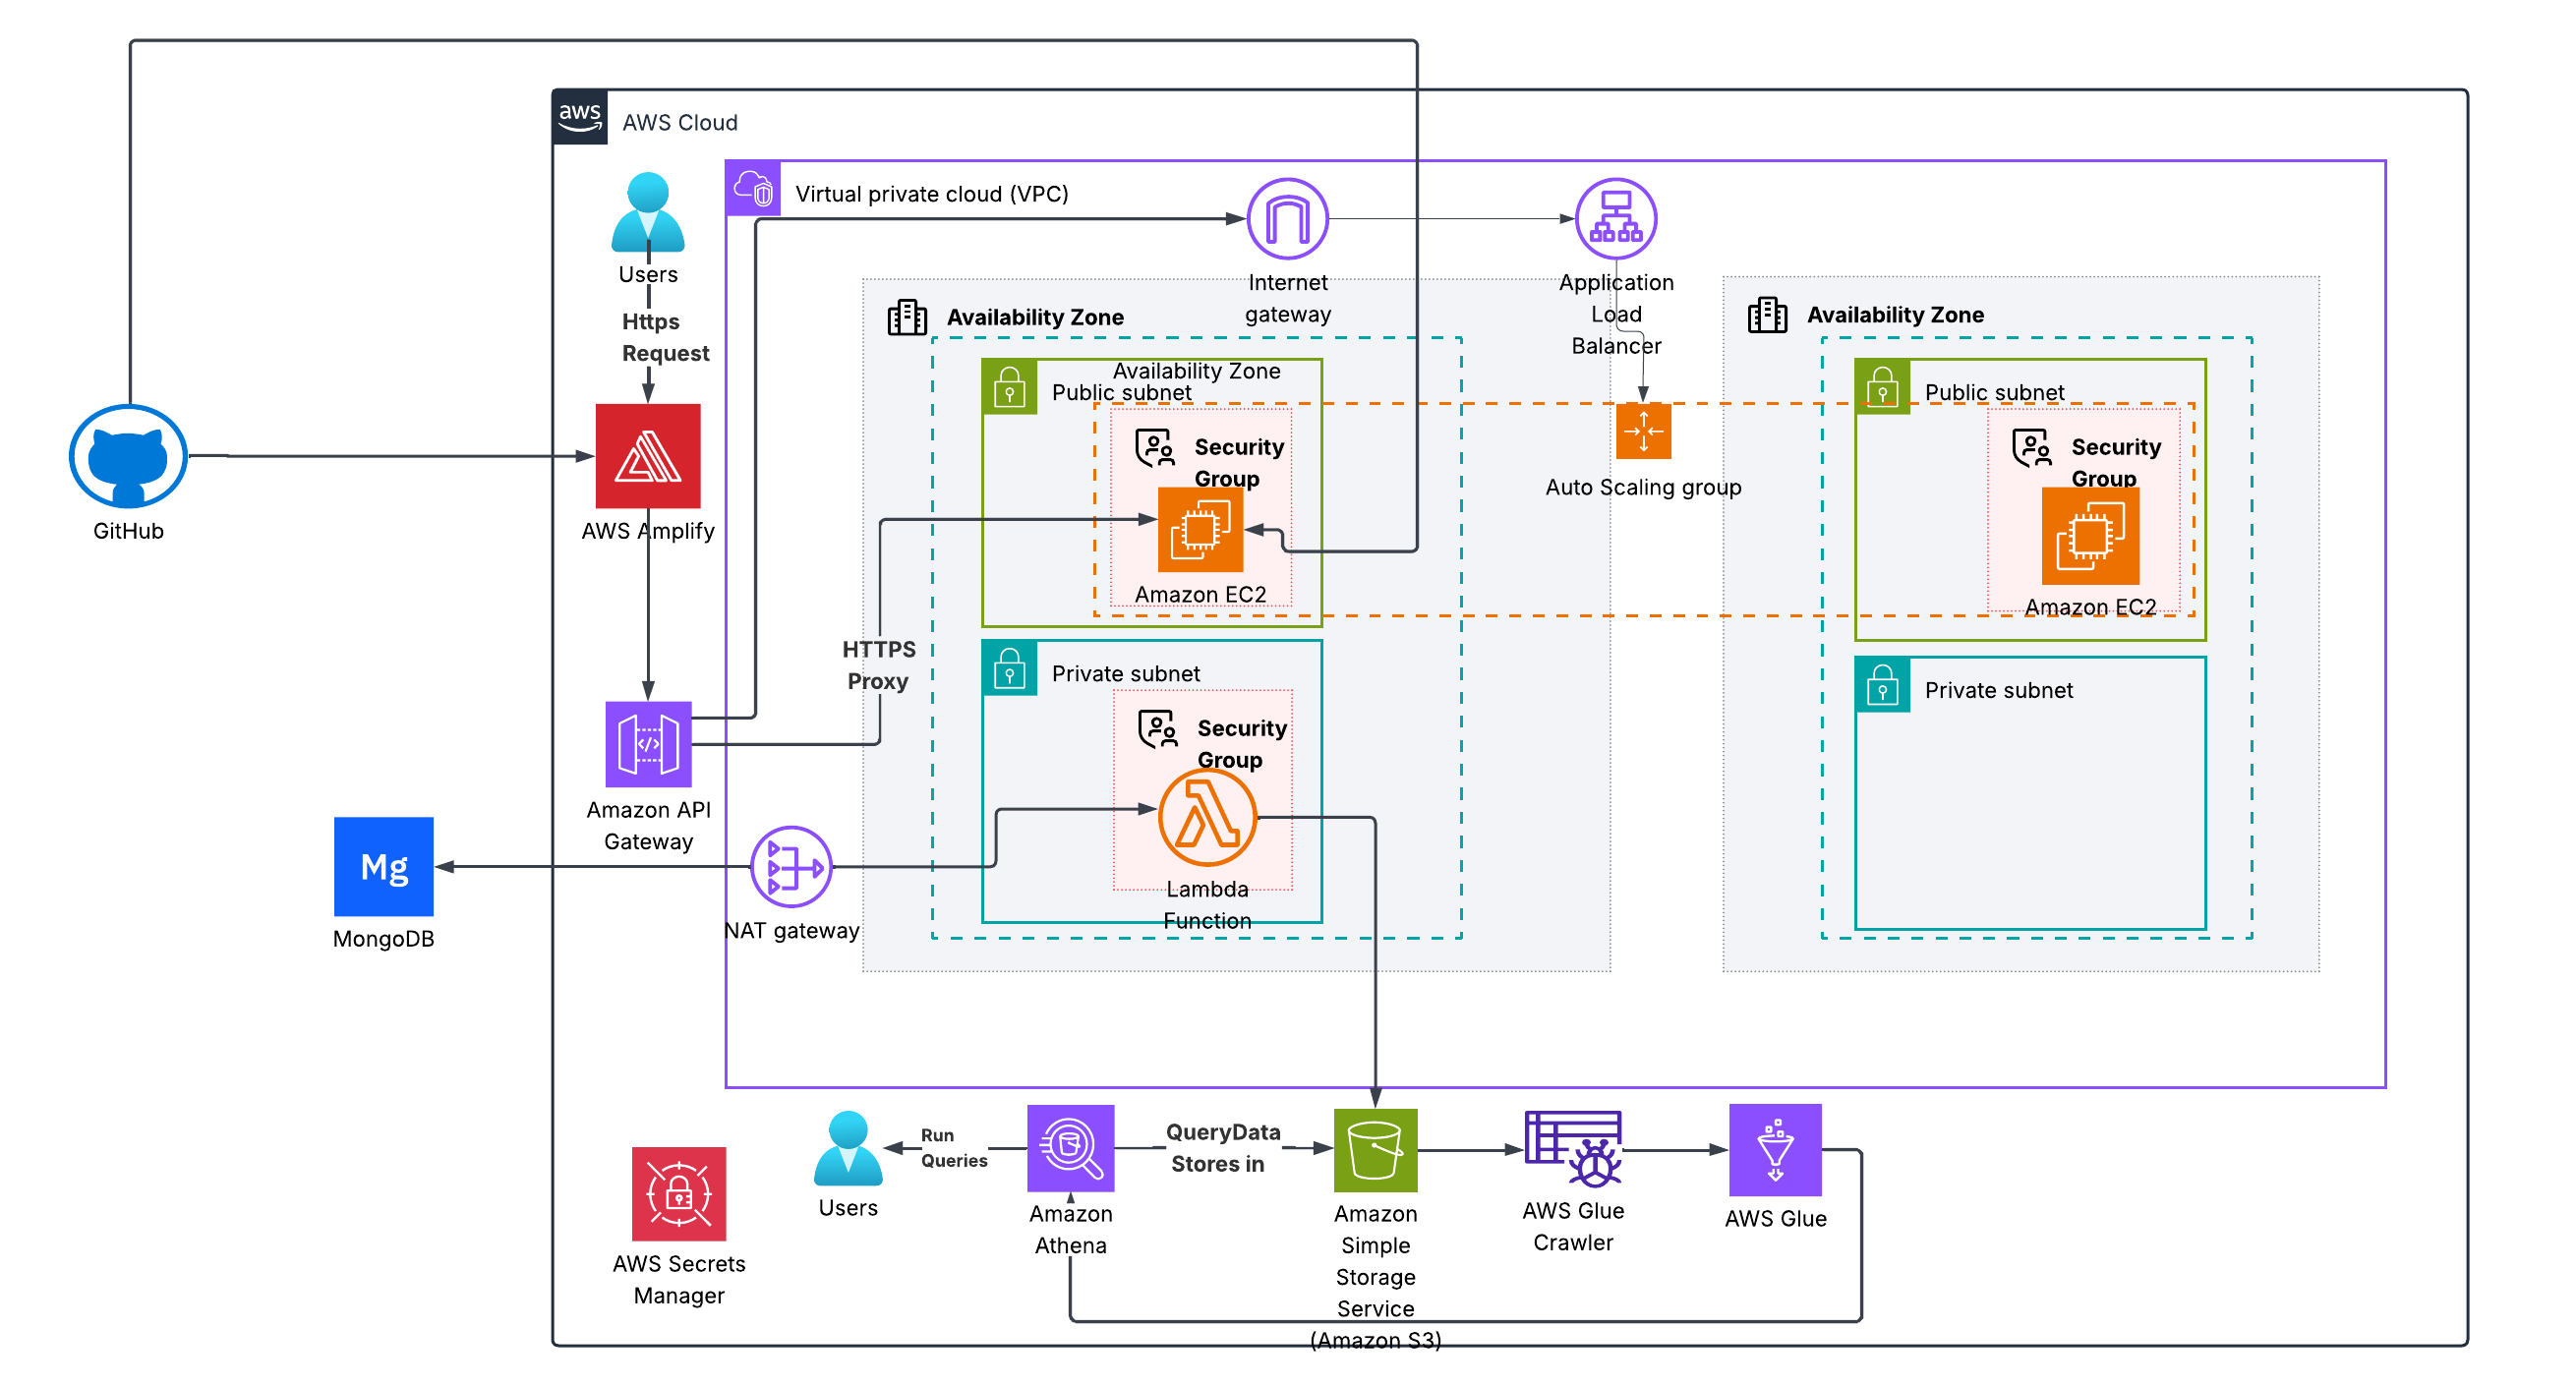 aws
AWS Cloud
Users
Virtual private cloud (VPC)
Https
Request
Internet
gateway
Application
Load
Balancer
Availability Zone
Availability Zone
Availability Zone
Public subnet
Public subnet
Security
Group
Security
Group
Auto Scaling group
GitHub
AWS Amplify
Amazon EC2
Amazon EC2
HTTPS
Proxy
Private subnet
Private subnet
Security
Group
Amazon API
Gateway
Mg
MongoDB
NAT gateway
Lambda
Function
Run
Queries
QueryData
Stores in
Users
Amazon
Athena
Amazon
Simple
Storage
Service
(Amazon S3)
AWS Glue
Crawler
AWS Glue
AWS Secrets
Manager